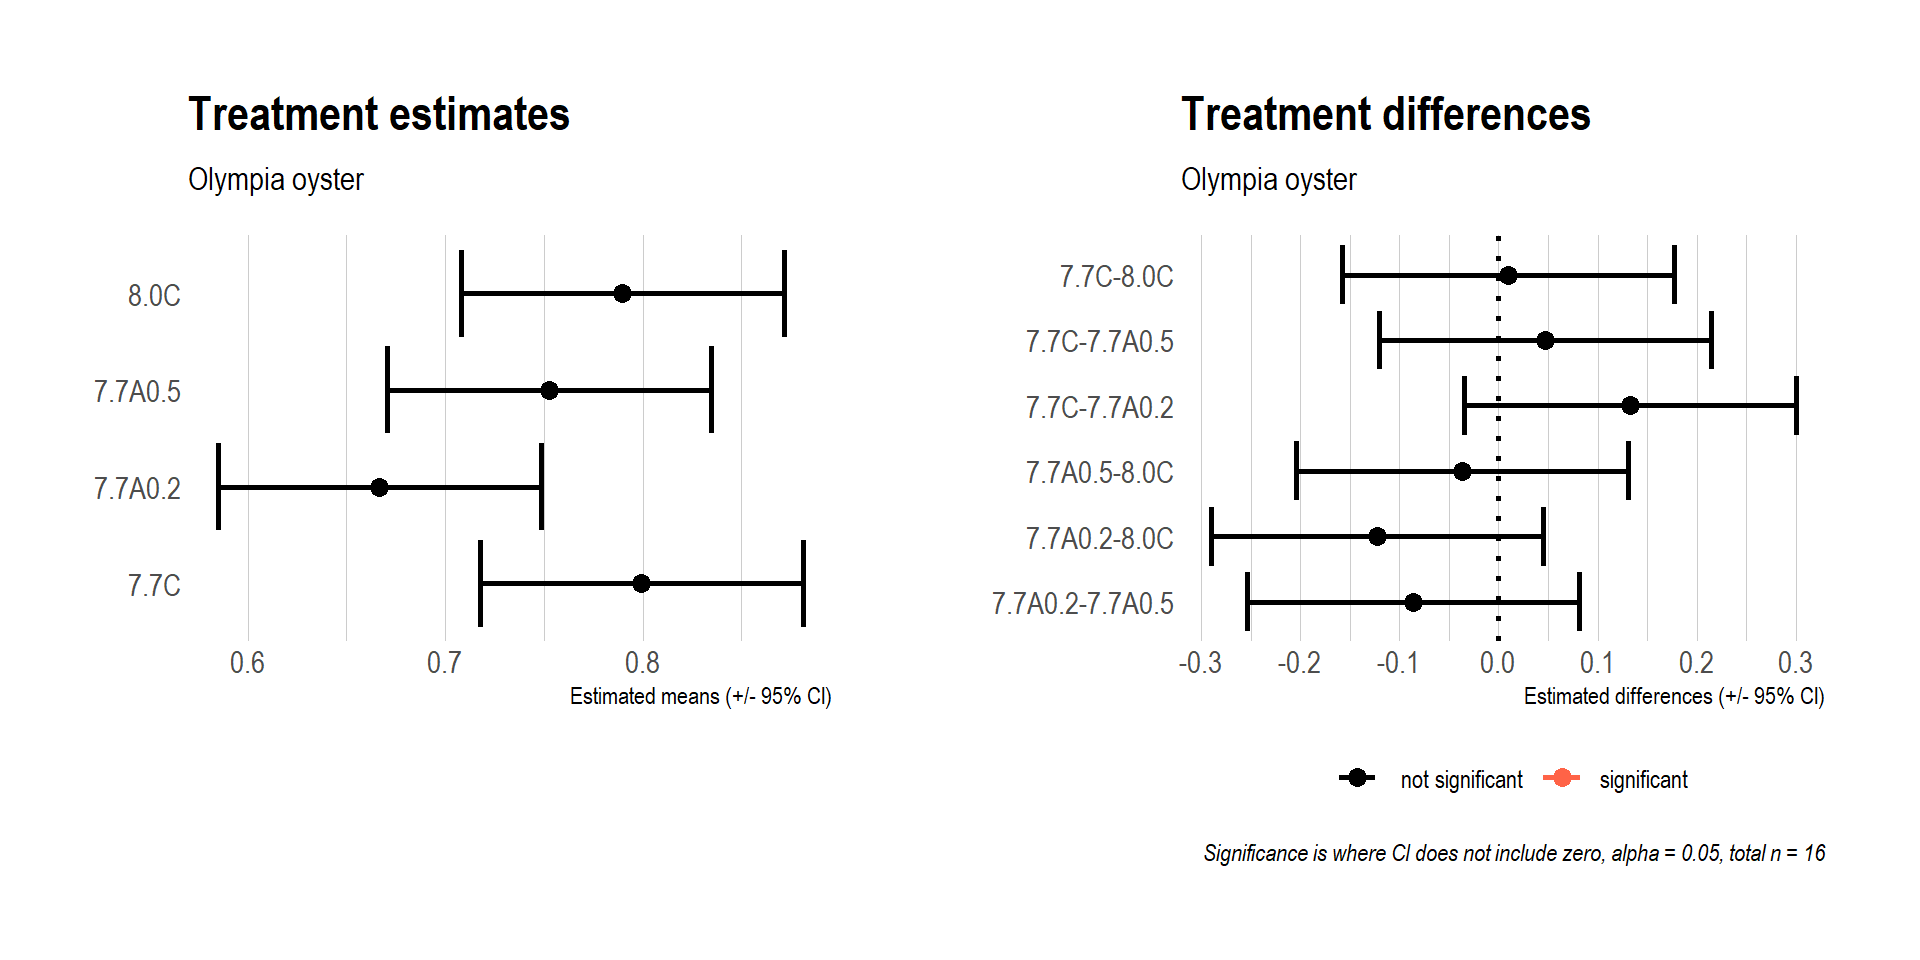 Treatment estimates
Olympia oyster
8.0C
7.7A0.5
7.7A0.2
7.7C
0.6 0.7 0.8
Estimated means (+/- 95% CI)
Treatment differences
Olympia oyster
7.7C-8.0C
7.7C-7.7A0.5
7.7C-7.7A0.2
7.7A0.5-8.0C
7.7A0.2-8.0C
7.7A0.2-7.7A0.5
-0.3 -0.2 -0.1 0.0 0.1 0.2 0.3
Estimated differences (+/- 95% CI)
not significant significant
Significance is where CI does not include zero, alpha = 0.05, total n = 16